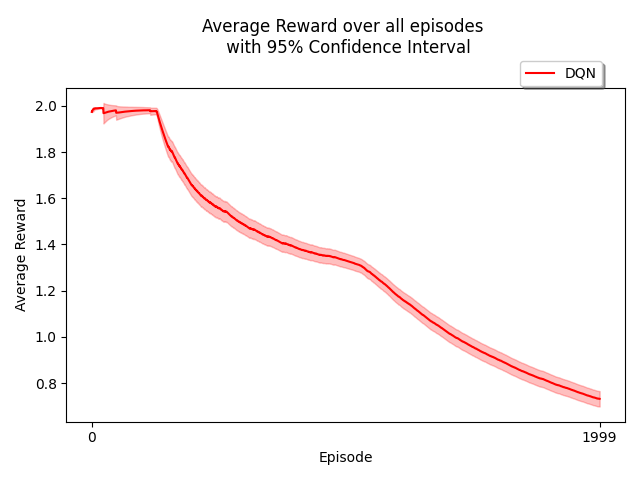 Average Reward over all episodes
with 95% Confidence Interval
DQN
2.0
1.8
1.6
1.4
1.2
1.0
0.8
Average Reward
0
1999
Episode